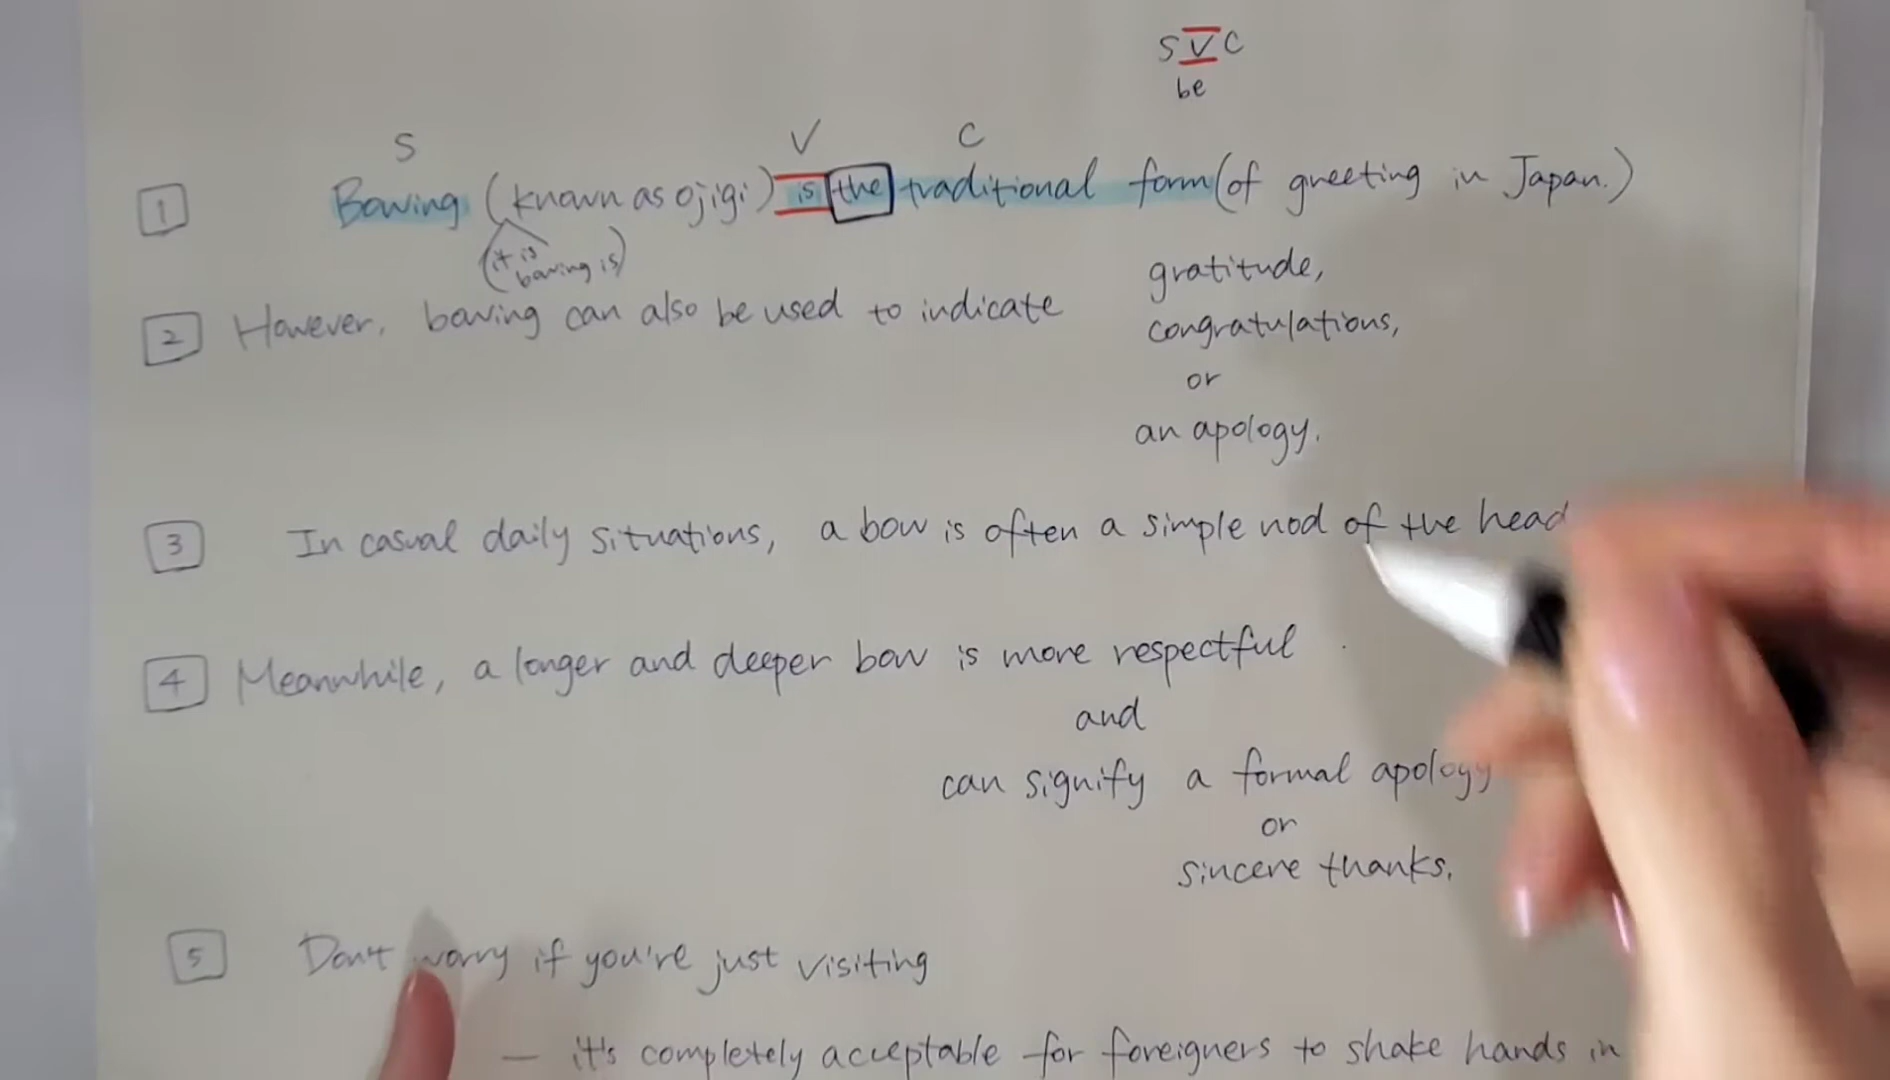 S V C
be
S V C
1 Bowing (known as ojigi) is the traditional form (of greeting in Japan.)
(it is
bowing is)
2 However, bowing can also be used to indicate gratitude,
congratulations,
or
an apology.
3 In casual daily situations, a bow is often a simple nod of the head
4 Meanwhile, a longer and deeper bow is more respectful .
and
can signify a formal apology
or
sincere thanks.
5 Don't worry if you're just visiting
— it's completely acceptable for foreigners to shake hands in